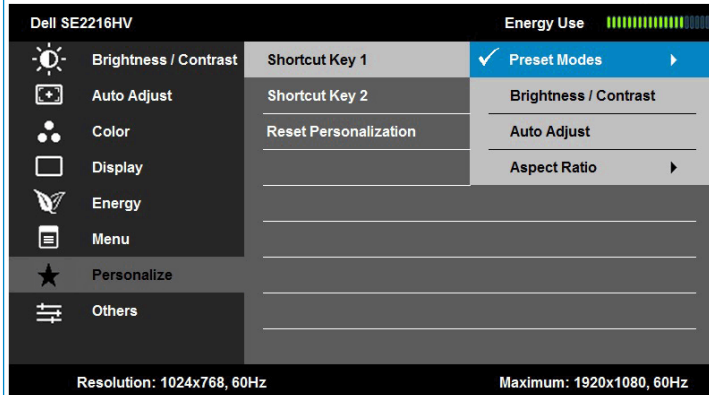 Dell SE2216HV Energy Use
Brightness / Contrast Shortcut Key 1 Preset Modes
Auto Adjust Shortcut Key 2 Brightness / Contrast
Color Reset Personalization Auto Adjust
Display Aspect Ratio
Energy
Menu
Personalize
Others
Resolution: 1024x768, 60Hz Maximum: 1920x1080, 60Hz